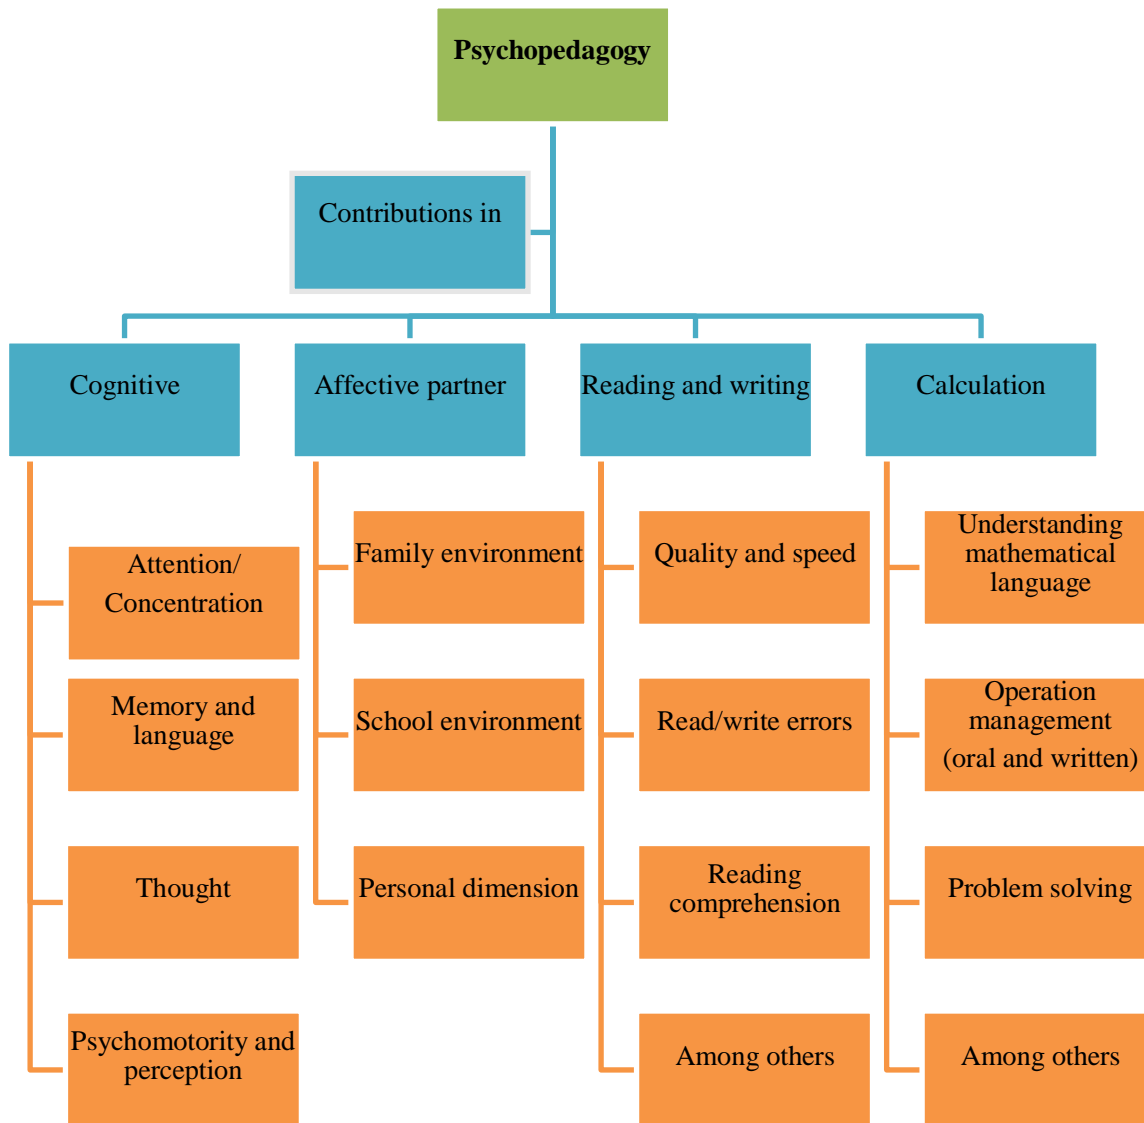 Psychopedagogy
Contributions in
Cognitive
Affective partner
Reading and writing
Calculation
Attention/
Concentration
Memory and
language
Thought
Psychomotority and
perception
Family environment
School environment
Personal dimension
Quality and speed
Read/write errors
Reading
comprehension
Among others
Understanding
mathematical
language
Operation
management
(oral and written)
Problem solving
Among others